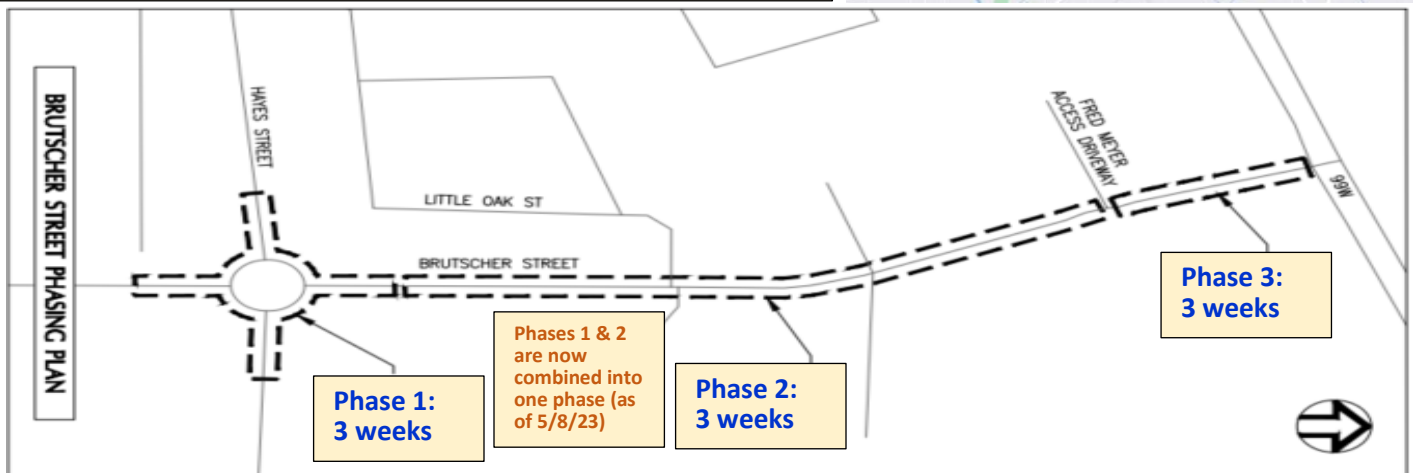 BRUTSCHER STREET PHASING PLAN
HAYES STREET
LITTLE OAK ST
BRUTSCHER STREET
FRED MEYER
ACCESS DRIVEWAY
99W
Phase 1:
3 weeks
Phases 1 & 2
are now
combined into
one phase (as
of 5/8/23)
Phase 2:
3 weeks
Phase 3:
3 weeks